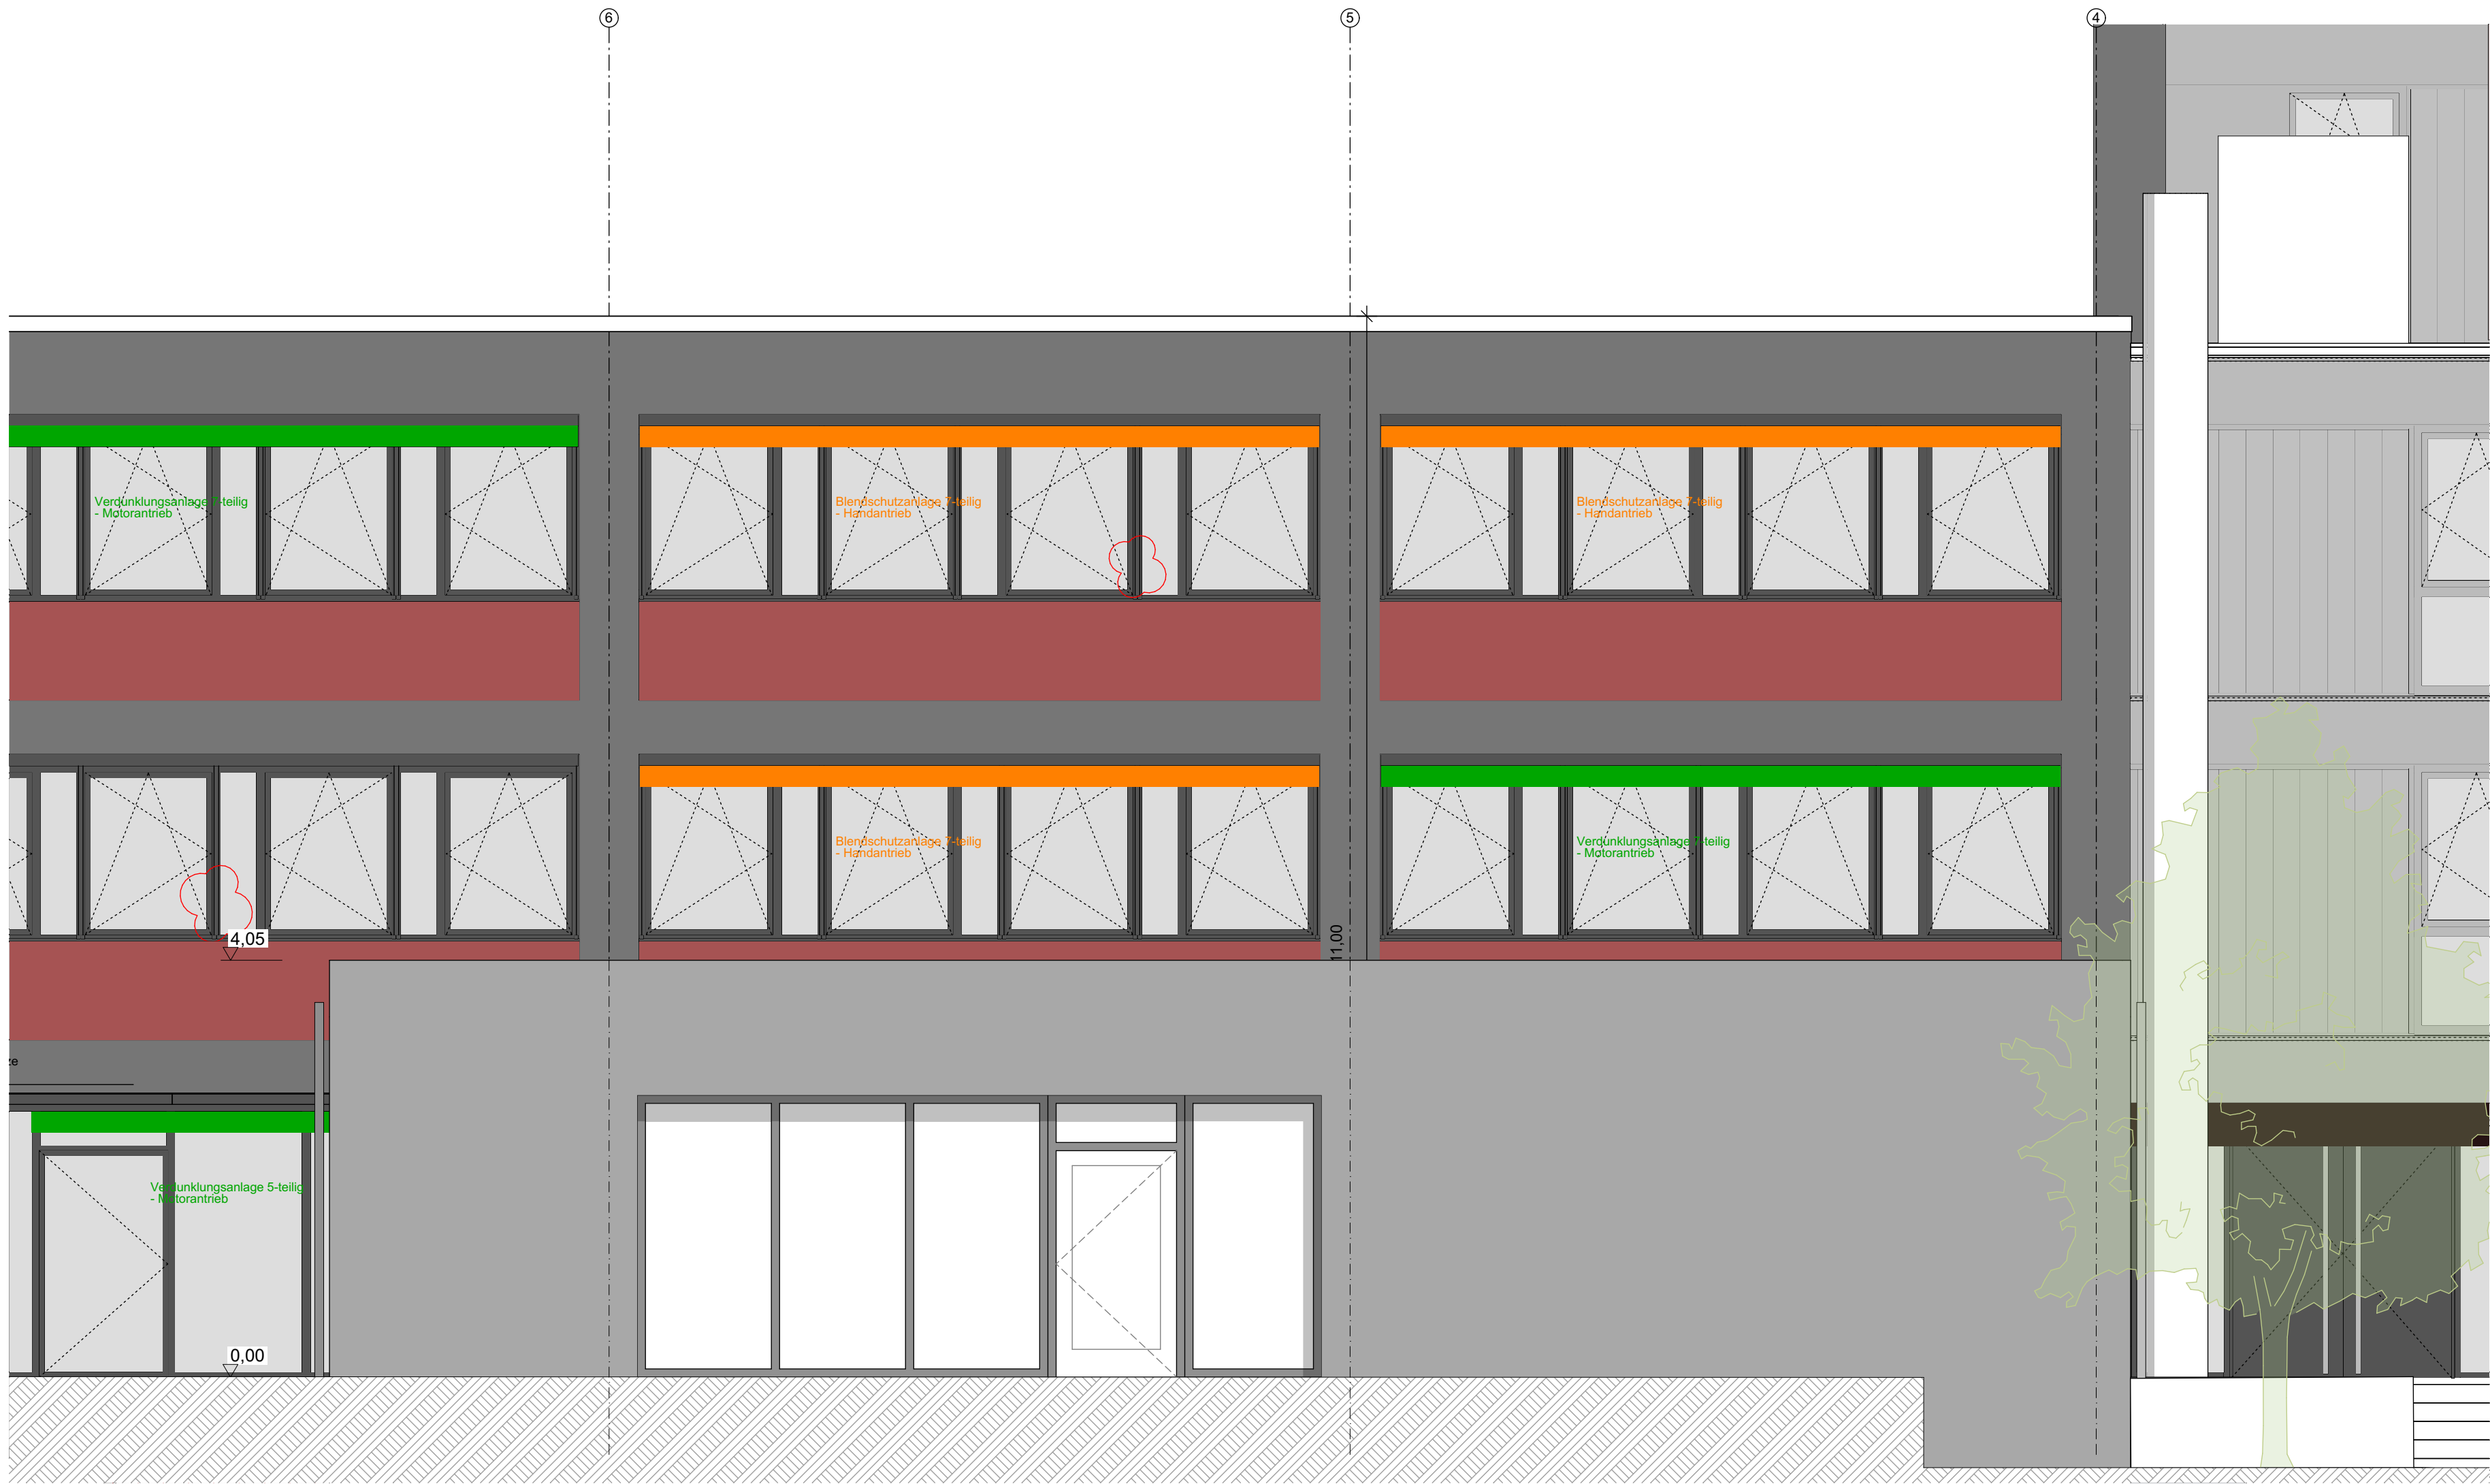 6
5
4
Verdunklungsanlage 7-teilig
- Motorantrieb
Blendschutzanlage 7-teilig
- Handantrieb
Blendschutzanlage 7-teilig
- Handantrieb
Blendschutzanlage 7-teilig
- Handantrieb
Verdunklungsanlage 7-teilig
- Motorantrieb
4,05
11,00
ze
Verdunklungsanlage 5-teilig
- Motorantrieb
0,00